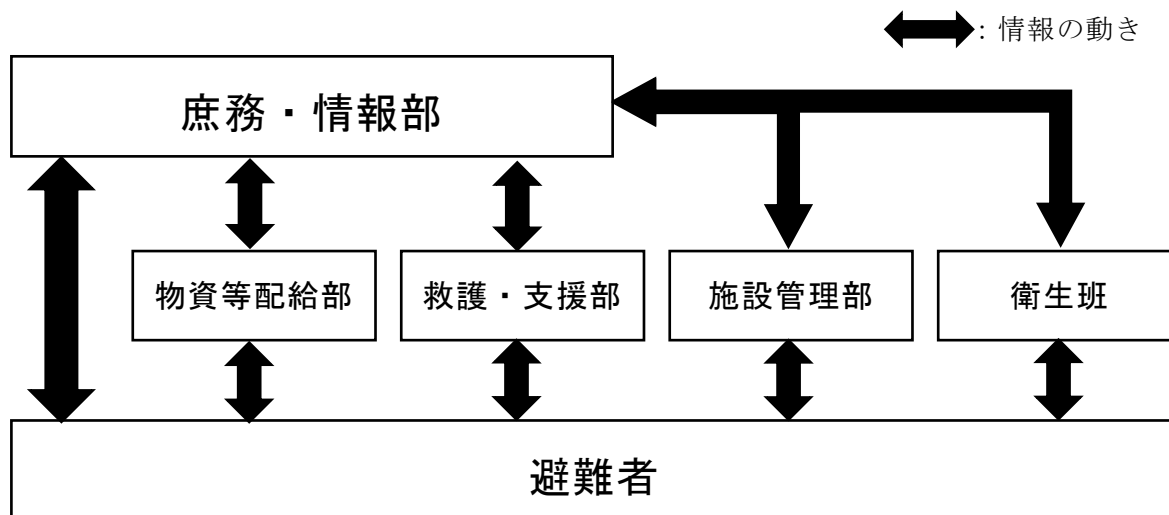 : 情報の動き
庶務・情報部
物資等配給部
救護・支援部
施設管理部
衛生班
避難者